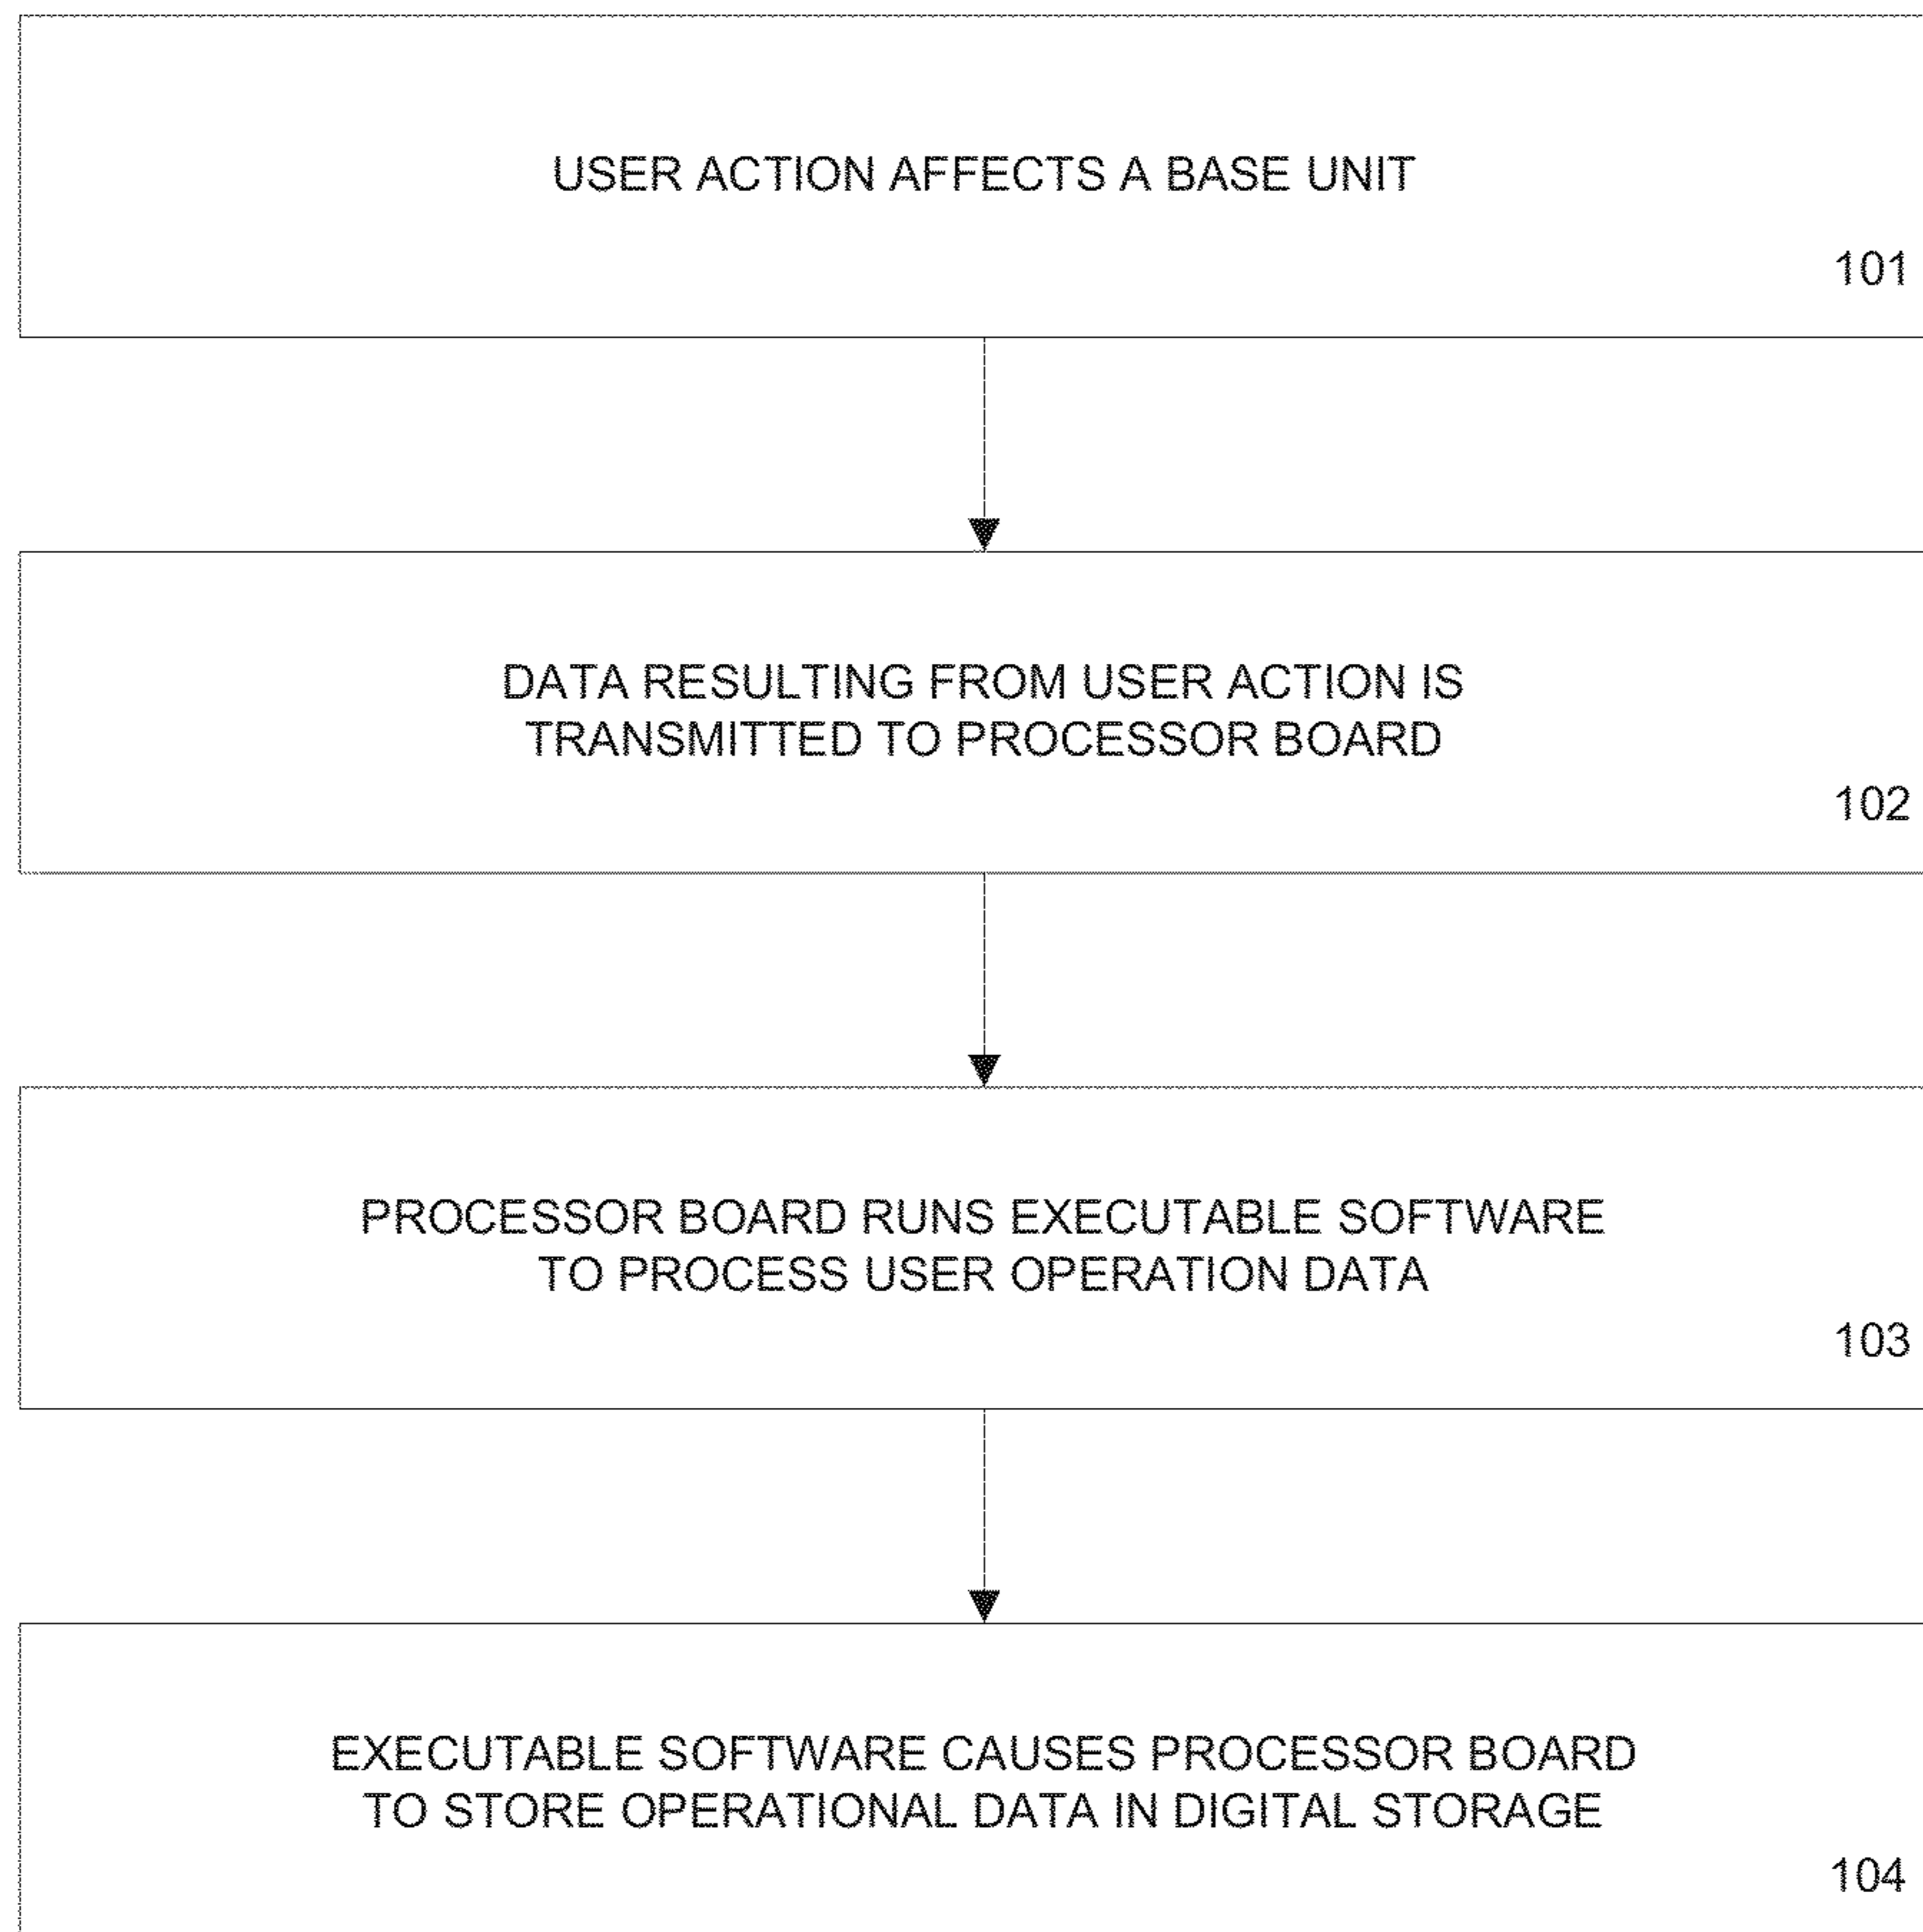 USER ACTION AFFECTS A BASE UNIT
101
DATA RESULTING FROM USER ACTION IS
TRANSMITTED TO PROCESSOR BOARD
102
PROCESSOR BOARD RUNS EXECUTABLE SOFTWARE
TO PROCESS USER OPERATION DATA
103
EXECUTABLE SOFTWARE CAUSES PROCESSOR BOARD
TO STORE OPERATIONAL DATA IN DIGITAL STORAGE
104